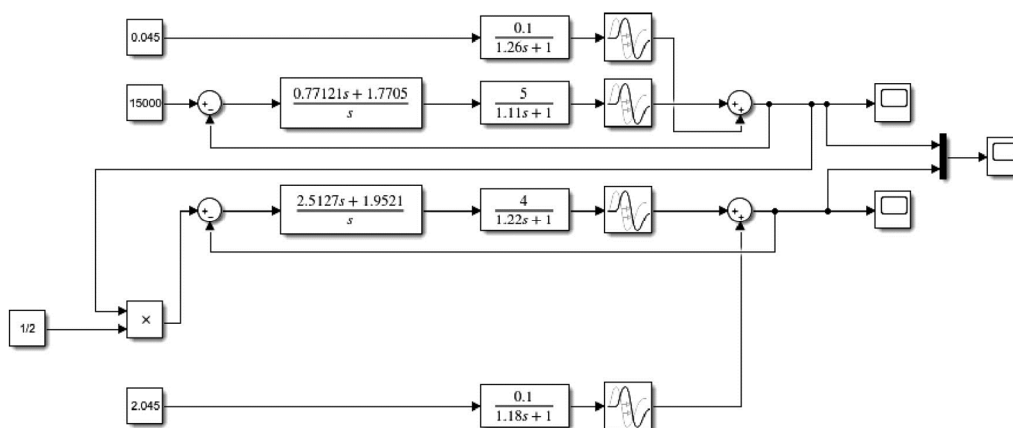 0.045
0.1
1.26s + 1
15000
+
−
0.77121s + 1.7705
s
5
1.11s + 1
+
+
+
−
2.5127s + 1.9521
s
4
1.22s + 1
+
+
1/2
×
2.045
0.1
1.18s + 1